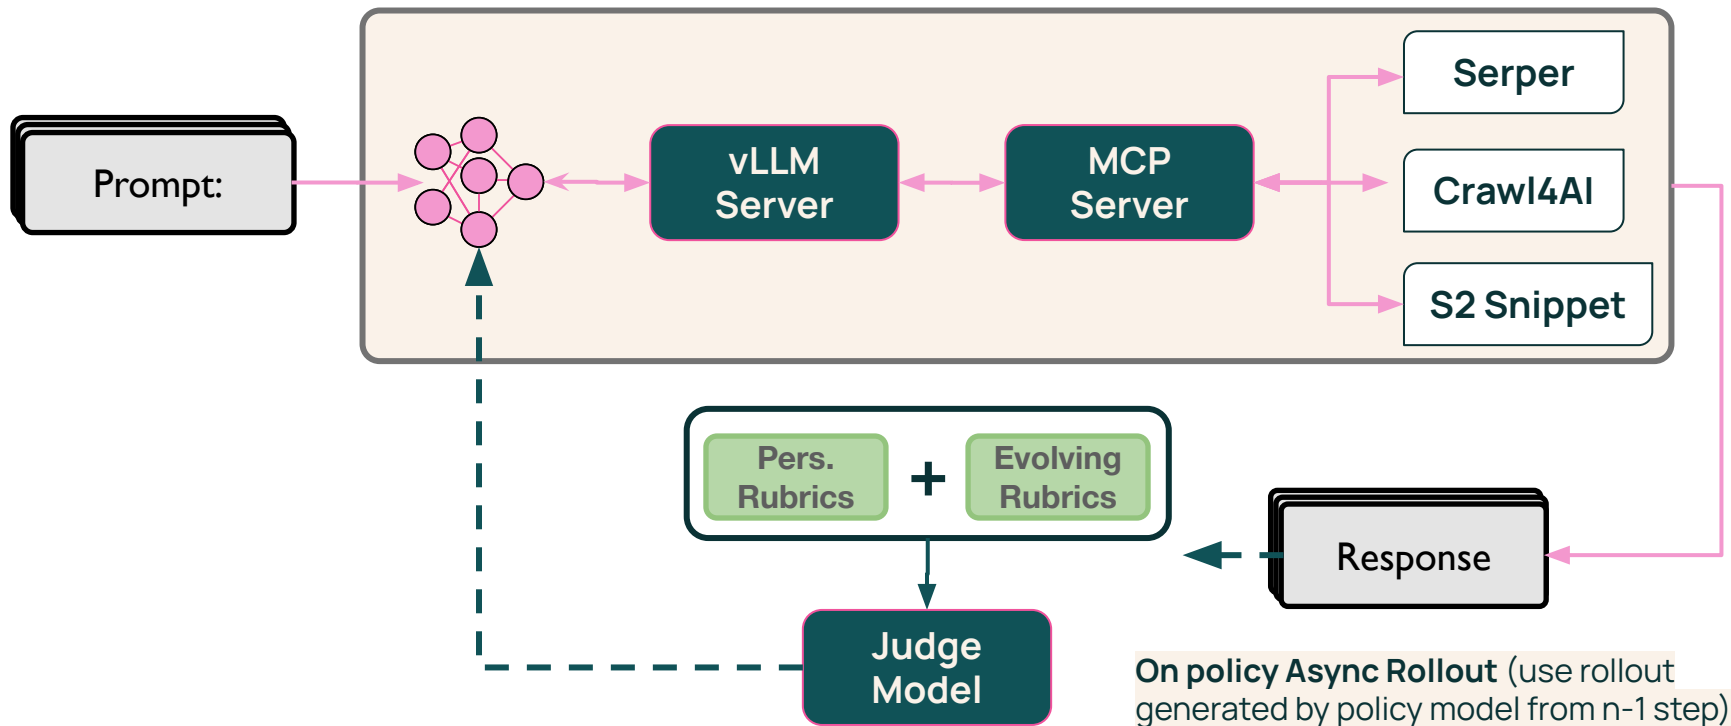 Prompt:
vLLM
Server
MCP
Server
Serper
Crawl4AI
S2 Snippet
Pers.
Rubrics
+
Evolving
Rubrics
Response
Judge
Model
On policy Async Rollout (use rollout
generated by policy model from n-1 step)